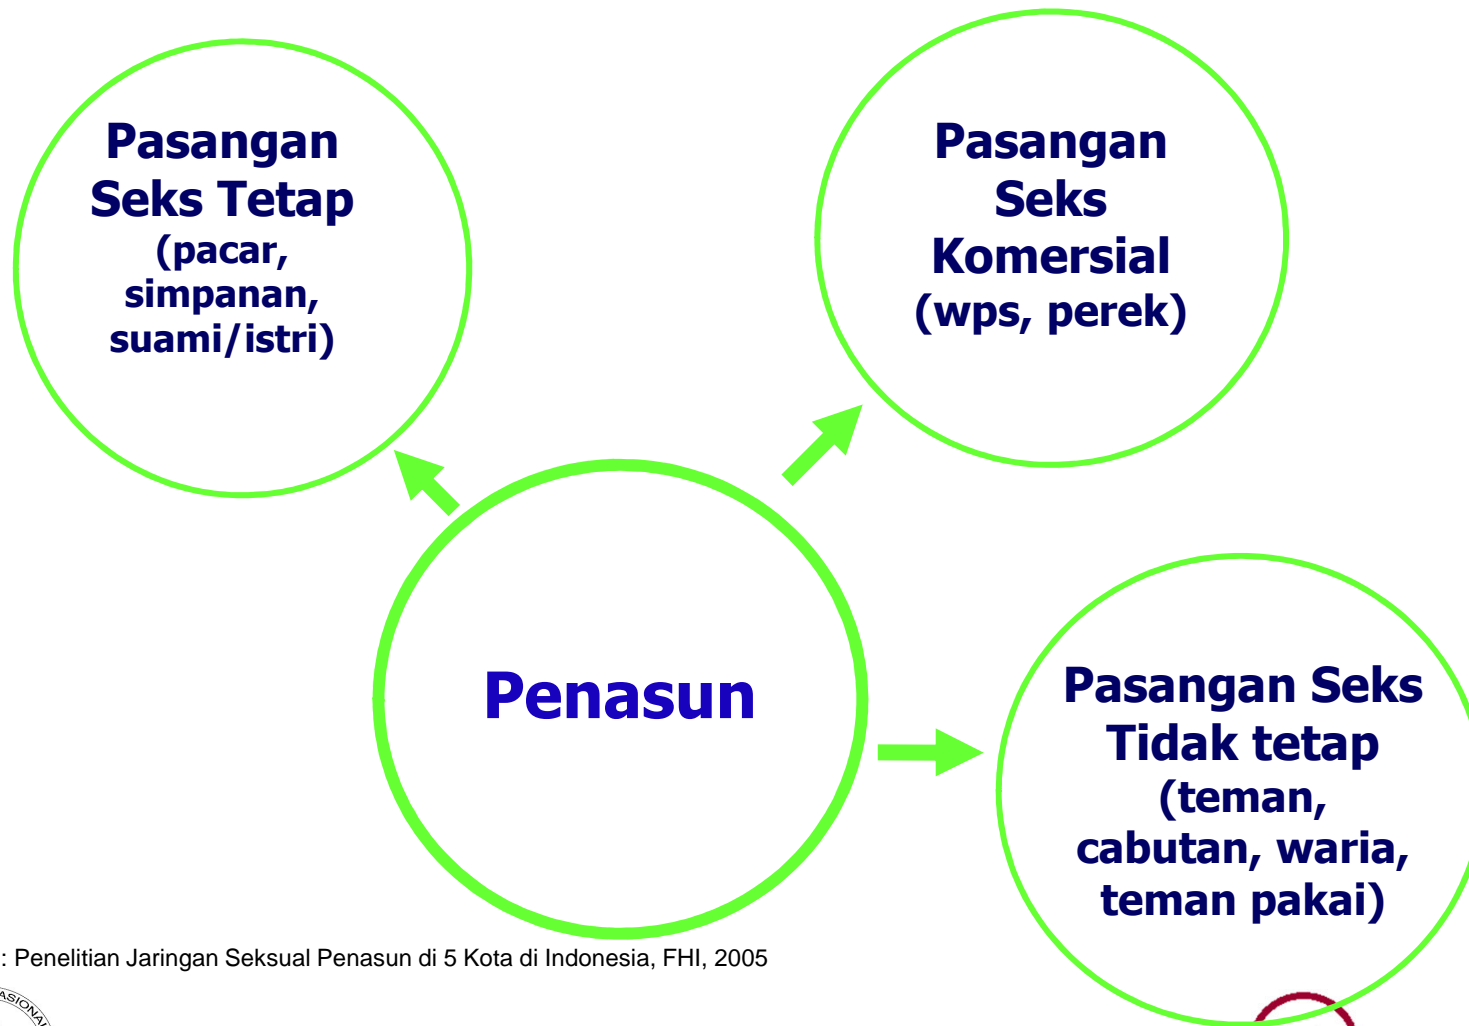 Pasangan
Seks Tetap
(pacar,
simpanan,
suami/istri)
Pasangan
Seks
Komersial
(wps, perek)
Penasun
Pasangan Seks
Tidak tetap
(teman,
cabutan, waria,
teman pakai)
: Penelitian Jaringan Seksual Penasun di 5 Kota di Indonesia, FHI, 2005